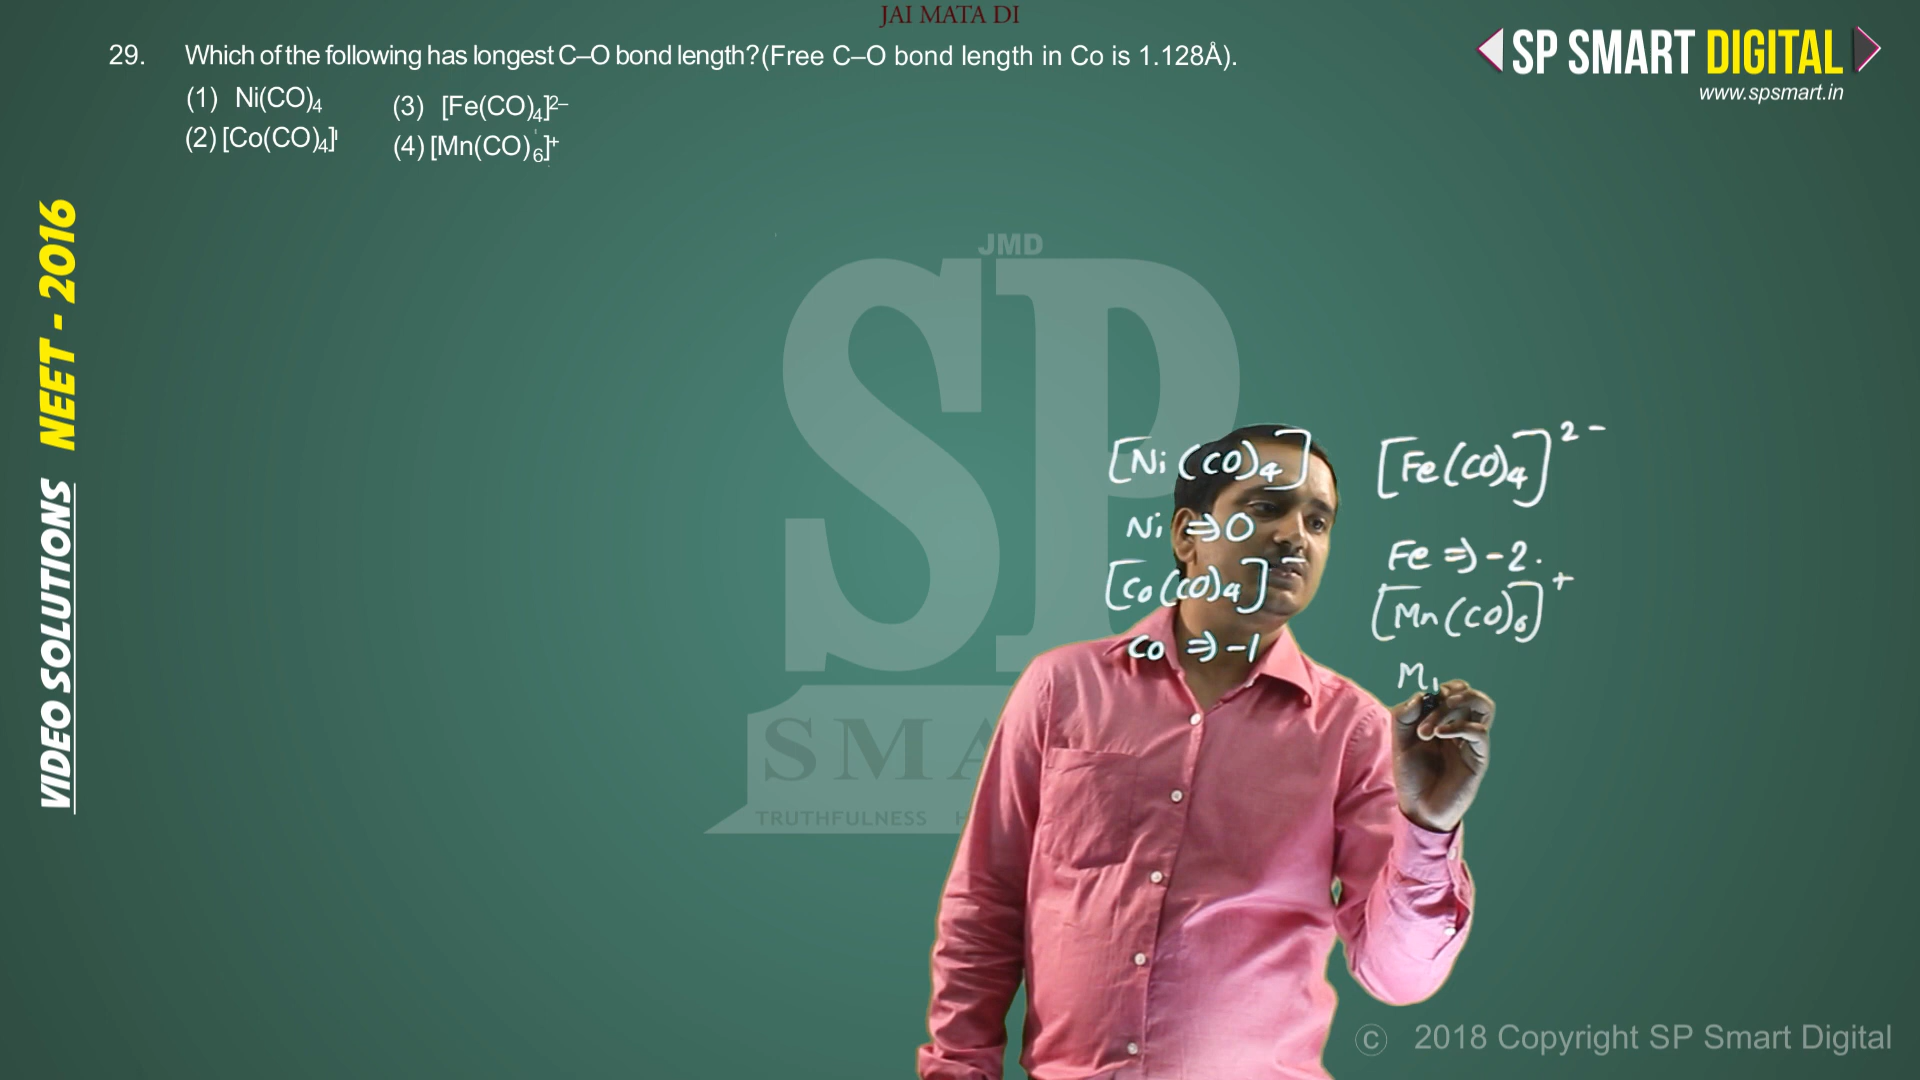 JAI MATA DI
29. Which of the following has longest C–O bond length? (Free C–O bond length in Co is 1.128Å).
(1) Ni(CO)4
(3) [Fe(CO)4]2–
(2) [Co(CO)4]
(4) [Mn(CO)6]+
SP SMART DIGITAL
www.spsmart.in
VIDEO SOLUTIONS NEET - 2016
JMD
SP
SMA
TRUTHFULNESS H
[Ni(CO)4]
Ni ⇒ 0
[Co(CO)4]−
Co ⇒ -1
[Fe(CO)4]2−
Fe ⇒ -2.
[Mn(CO)6]+
Mn
© 2018 Copyright SP Smart Digital